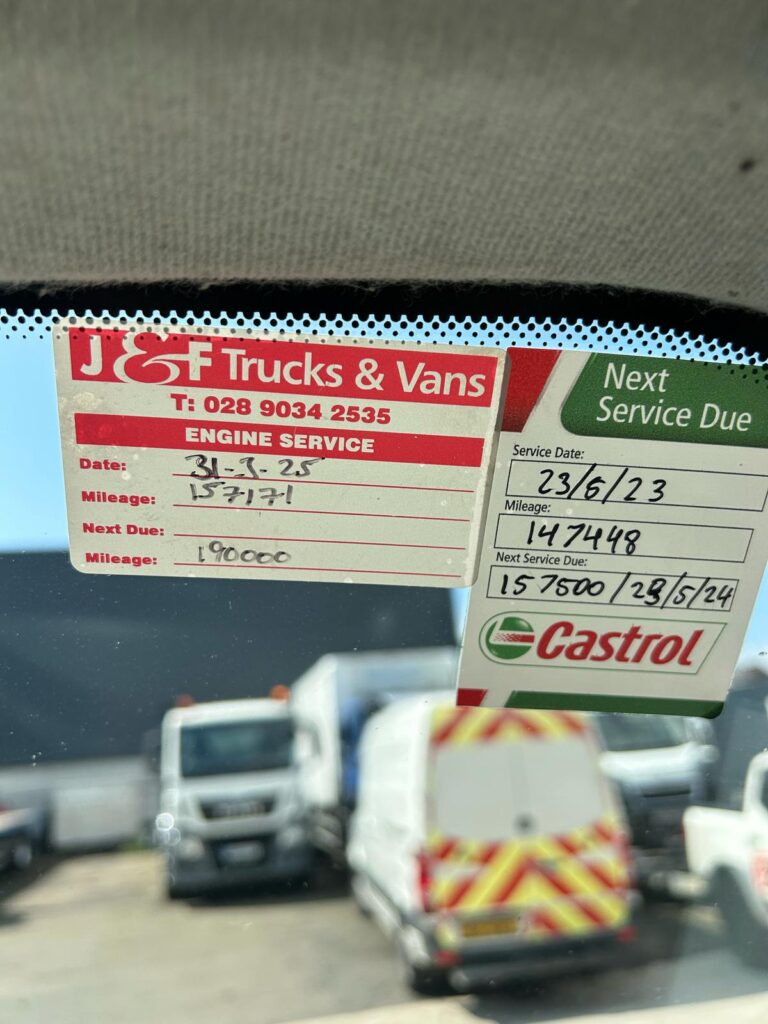 J & F Trucks & Vans
T: 028 9034 2535
ENGINE SERVICE
Date: 31-3-25
Mileage: 157171
Next Due:
Mileage: 190000
Next
Service Due
Service Date:
23/5/23
Mileage:
147448
Next Service Due:
157500 / 23/5/24
Castrol